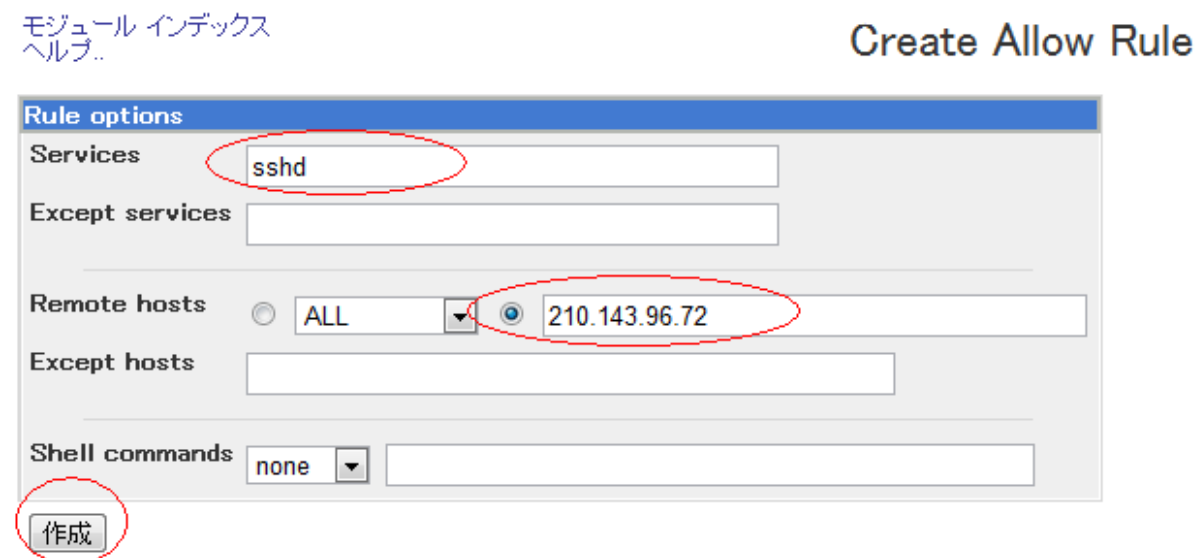 モジュール インデックス
ヘルプ..
Create Allow Rule
Rule options
Services sshd
Except services
Remote hosts ALL 210.143.96.72
Except hosts
Shell commands none
作成